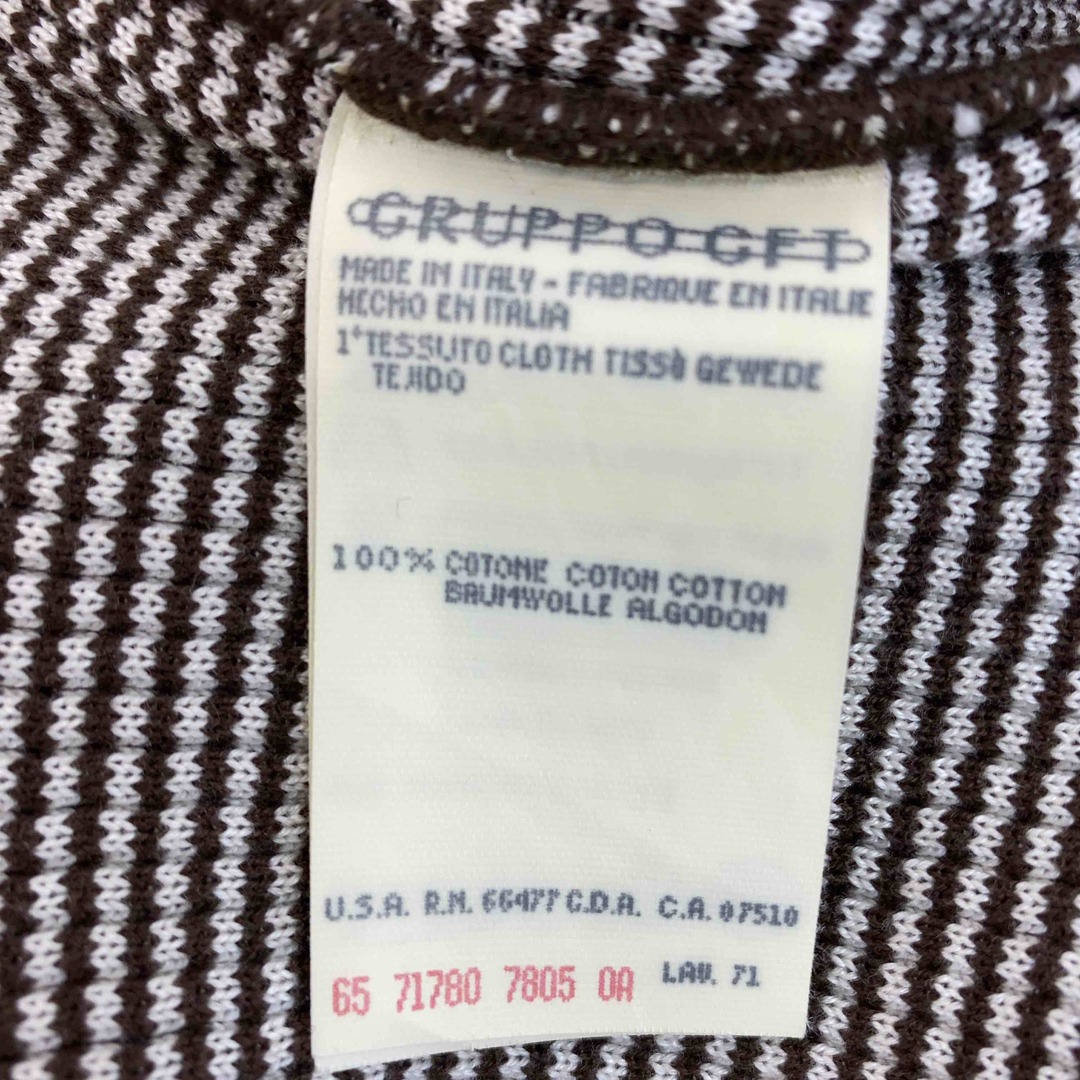 GRUPPO GFT
MADE IN ITALY - FABRIQUE EN ITALIE
HECHO EN ITALIA
1°TESSUTO CLOTH TISSÙ GEWEDE
TEJIDO
100% COTONE COTON COTTON
BAUMWOLLE ALGODON
U.S.A. R.N. 66477 C.D.A. C.A. 07510
65 71780 7805 0A LAV. 71